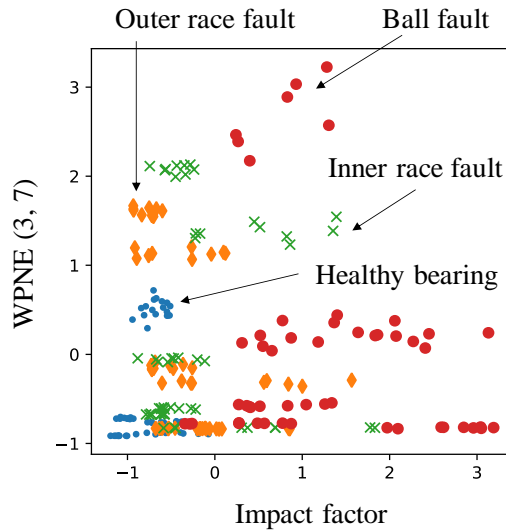 Outer race fault
Ball fault
3
2
Inner race fault
WPNE (3, 7)
1
Healthy bearing
0
−1
−1 0 1 2 3
Impact factor